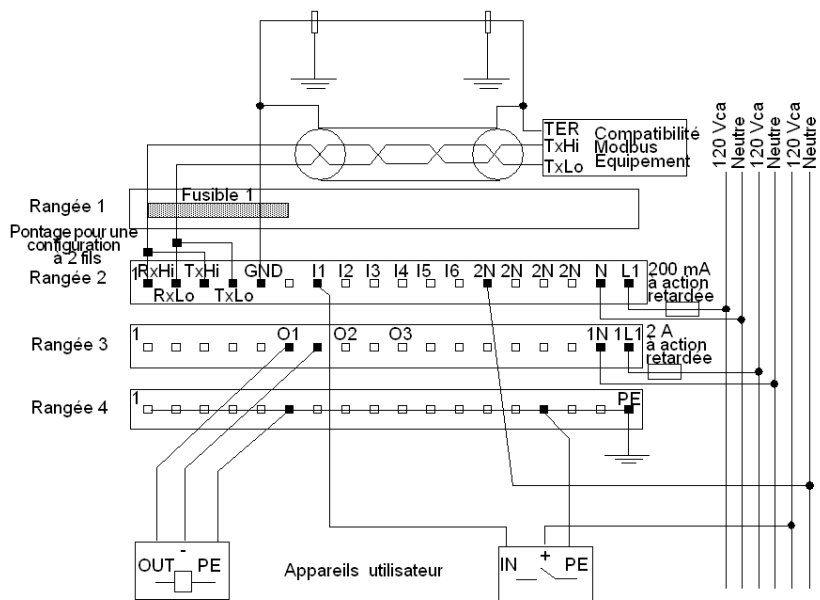 TER
TxHi
TxLo
Compatibilité
Modbus
Equipement
120 Vca
Neutre
120 Vca
Neutre
120 Vca
Neutre
Rangée 1
Fusible 1
Pontage pour une
configuration
à 2 fils
Rangée 2
1 RxHi TxHi GND I1 I2 I3 I4 I5 I6 2N 2N 2N 2N N L1
RxLo TxLo
200 mA
à action
retardée
Rangée 3
1 O1 O2 O3 1N 1L1
2 A
à action
retardée
Rangée 4
1 PE
OUT - PE
Appareils utilisateur
IN + PE